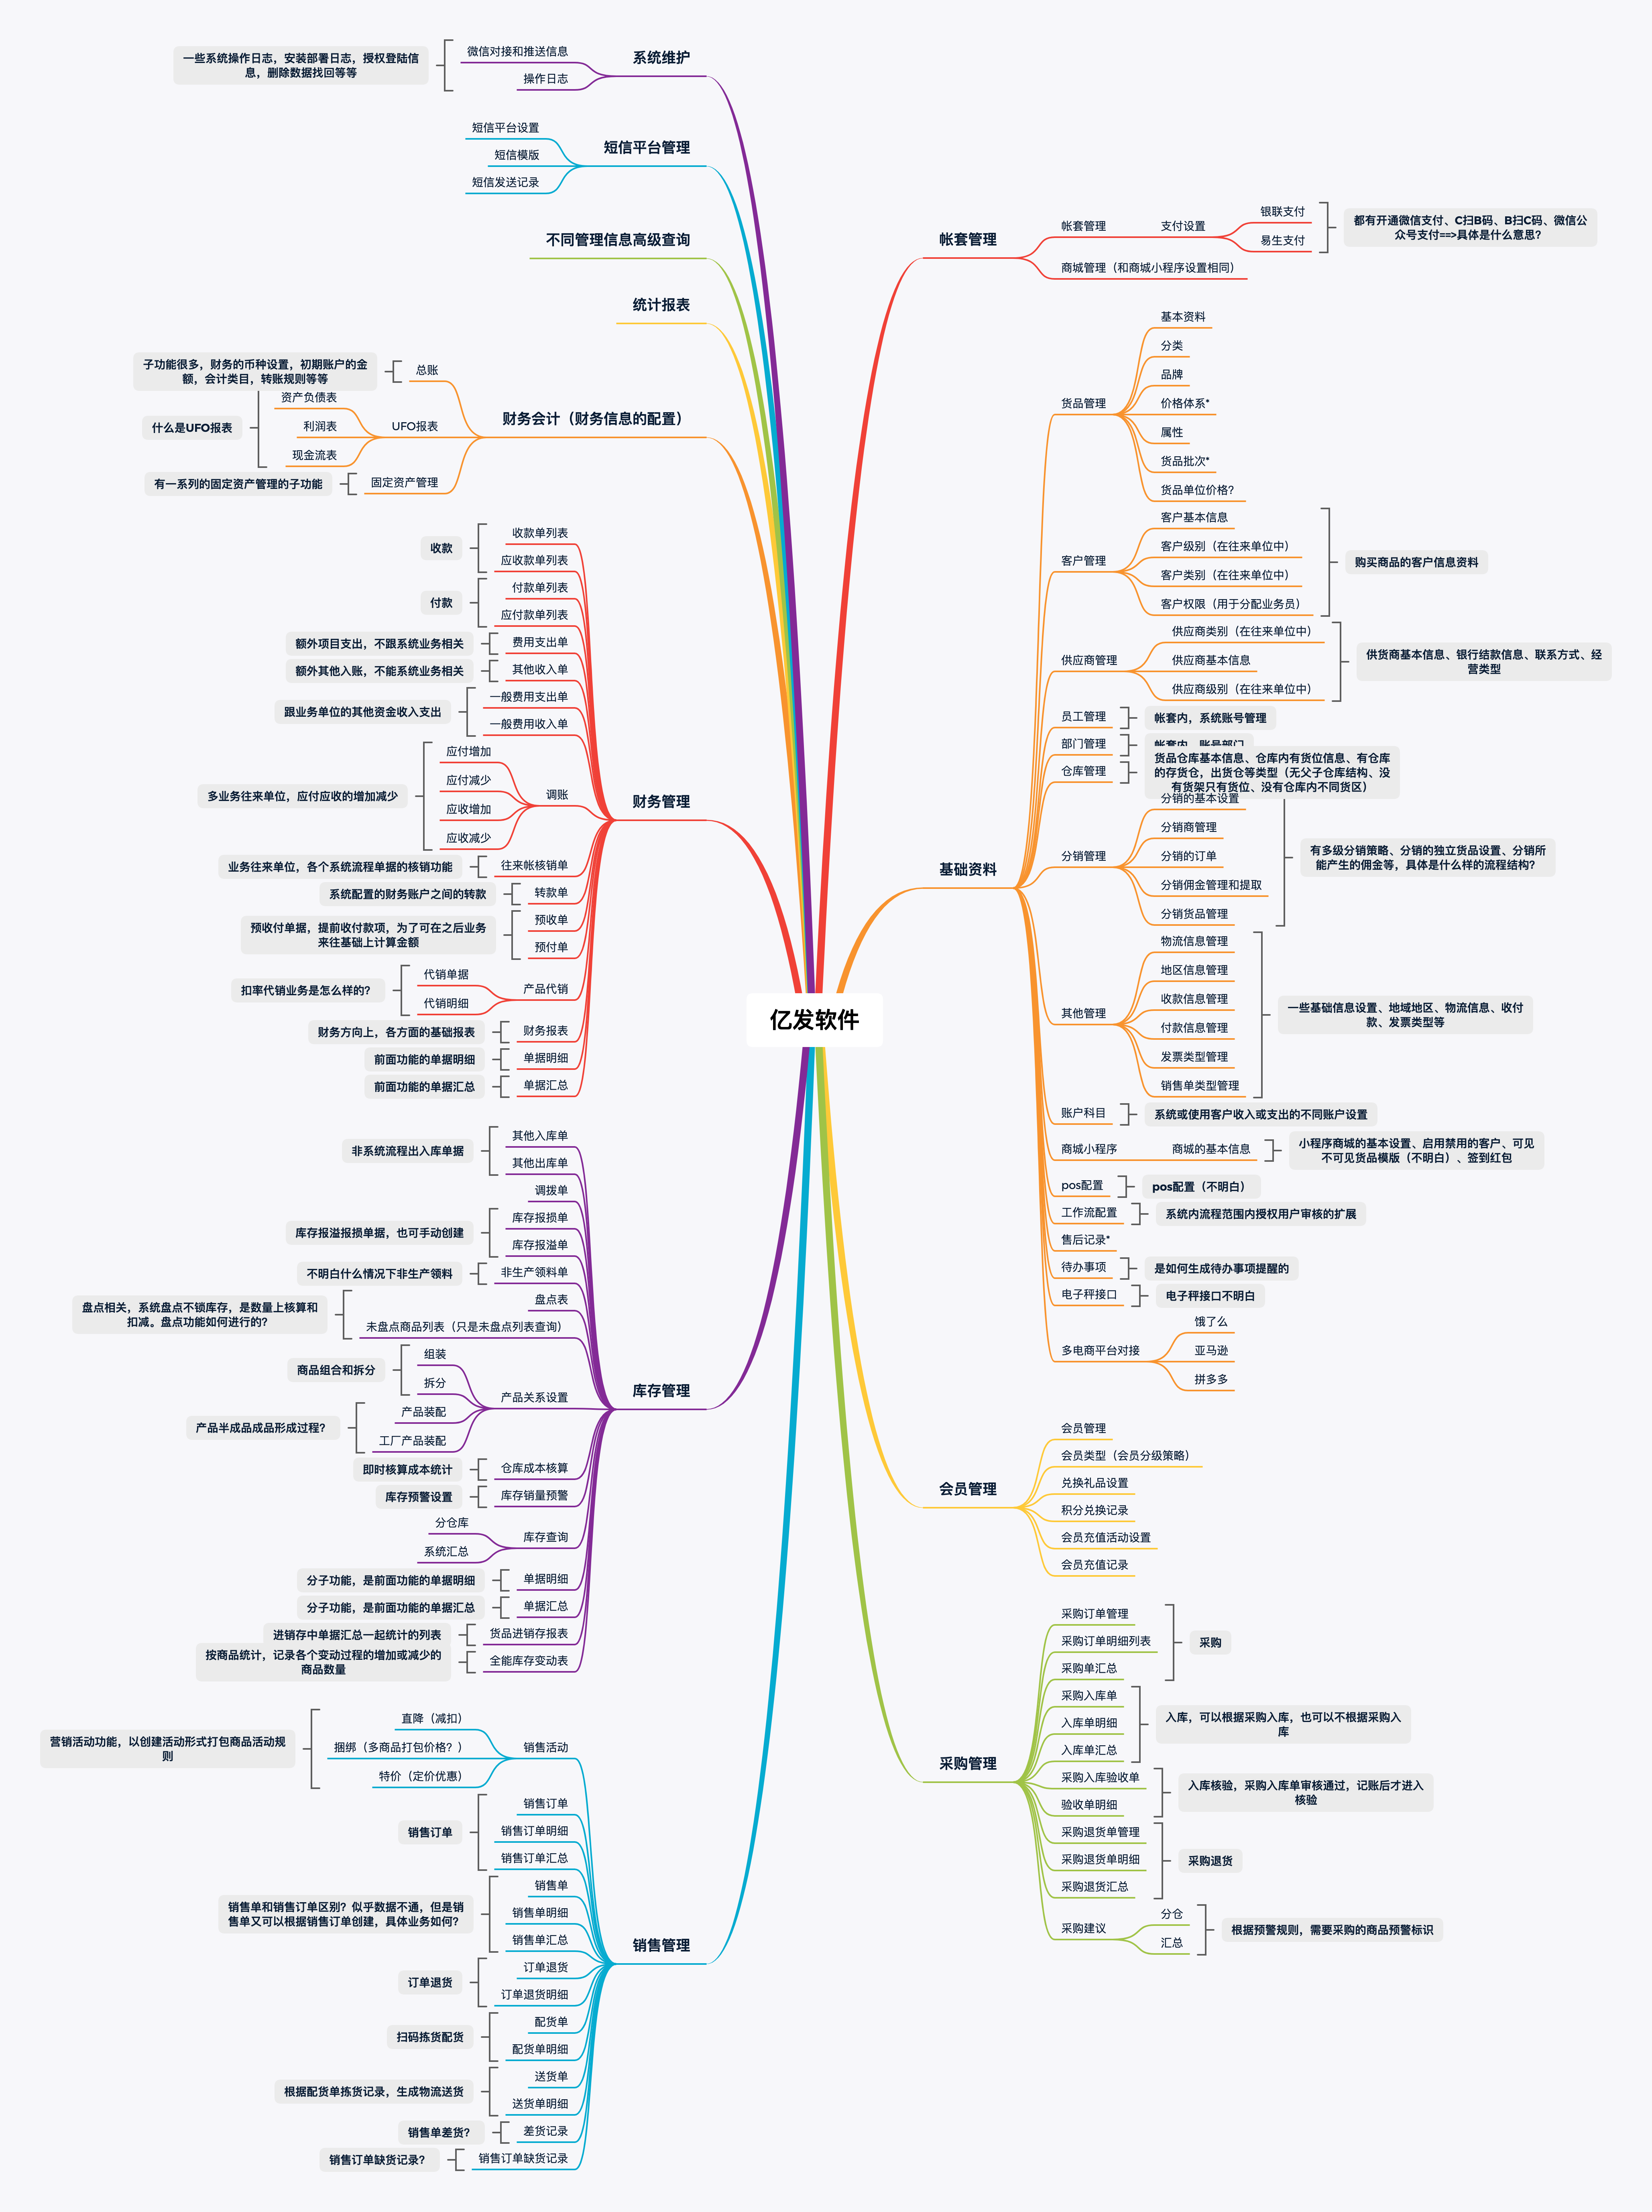 亿发软件
帐套管理
帐套管理
支付设置
银联支付
易生支付
都有开通微信支付、C扫B码、B扫C码、微信公
众号支付==>具体是什么意思？
商城管理（和商城小程序设置相同）
基础资料
货品管理
基本资料
分类
品牌
价格体系*
属性
货品批次*
货品单位价格？
客户管理
客户基本信息
客户级别（在往来单位中）
客户类别（在往来单位中）
客户权限（用于分配业务员）
购买商品的客户信息资料
供应商管理
供应商类别（在往来单位中）
供应商基本信息
供应商级别（在往来单位中）
供货商基本信息、银行结款信息、联系方式、经
营类型
员工管理
帐套内，系统账号管理
部门管理
帐套内，账号部门
仓库管理
货品仓库基本信息、仓库内有货位信息、有仓库
的存货仓，出货仓等类型（无父子仓库结构、没
有货架只有货位、没有仓库内不同货区）
分销管理
分销的基本设置
分销商管理
分销的订单
分销佣金管理和提取
分销货品管理
有多级分销策略、分销的独立货品设置、分销所
能产生的佣金等，具体是什么样的流程结构？
其他管理
物流信息管理
地区信息管理
收款信息管理
付款信息管理
发票类型管理
销售单类型管理
一些基础信息设置、地域地区、物流信息、收付
款、发票类型等
账户科目
系统或使用客户收入或支出的不同账户设置
商城小程序
商城的基本信息
小程序商城的基本设置、启用禁用的客户、可见
不可见货品模版（不明白）、签到红包
pos配置
pos配置（不明白）
工作流配置
系统内流程范围内授权用户审核的扩展
售后记录*
待办事项
是如何生成待办事项提醒的
电子秤接口
电子秤接口不明白
多电商平台对接
饿了么
亚马逊
拼多多
会员管理
会员管理
会员类型（会员分级策略）
兑换礼品设置
积分兑换记录
会员充值活动设置
会员充值记录
采购管理
采购订单管理
采购订单明细列表
采购单汇总
采购
采购入库单
入库单明细
入库单汇总
入库，可以根据采购入库，也可以不根据采购入
库
采购入库验收单
验收单明细
入库核验，采购入库单审核通过，记账后才进入
核验
采购退货单管理
采购退货单明细
采购退货汇总
采购退货
采购建议
分仓
汇总
根据预警规则，需要采购的商品预警标识
系统维护
微信对接和推送信息
操作日志
一些系统操作日志，安装部署日志，授权登陆信
息，删除数据找回等等
短信平台管理
短信平台设置
短信模版
短信发送记录
不同管理信息高级查询
统计报表
财务会计（财务信息的配置）
总账
子功能很多，财务的币种设置，初期账户的金
额，会计类目，转账规则等等
UFO报表
资产负债表
利润表
现金流表
什么是UFO报表
固定资产管理
有一系列的固定资产管理的子功能
财务管理
收款单列表
应收款单列表
收款
付款单列表
应付款单列表
付款
费用支出单
额外项目支出，不跟系统业务相关
其他收入单
额外其他入账，不能系统业务相关
一般费用支出单
一般费用收入单
跟业务单位的其他资金收入支出
调账
应付增加
应付减少
应收增加
应收减少
多业务往来单位，应付应收的增加减少
往来帐核销单
业务往来单位，各个系统流程单据的核销功能
转款单
系统配置的财务账户之间的转款
预收单
预付单
预收付单据，提前收付款项，为了可在之后业务
来往基础上计算金额
产品代销
代销单据
代销明细
扣率代销业务是怎么样的？
财务报表
财务方向上，各方面的基础报表
单据明细
前面功能的单据明细
单据汇总
前面功能的单据汇总
库存管理
其他入库单
其他出库单
非系统流程出入库单据
调拨单
库存报损单
库存报溢单
库存报溢报损单据，也可手动创建
非生产领料单
不明白什么情况下非生产领料
盘点表
未盘点商品列表（只是未盘点列表查询）
盘点相关，系统盘点不锁库存，是数量上核算和
扣减。盘点功能如何进行的？
产品关系设置
组装
拆分
商品组合和拆分
产品装配
工厂产品装配
产品半成品成品形成过程？
仓库成本核算
即时核算成本统计
库存销量预警
库存预警设置
库存查询
分仓库
系统汇总
单据明细
分子功能，是前面功能的单据明细
单据汇总
分子功能，是前面功能的单据汇总
货品进销存报表
进销存中单据汇总一起统计的列表
全能库存变动表
按商品统计，记录各个变动过程的增加或减少的
商品数量
销售管理
销售活动
直降（减扣）
捆绑（多商品打包价格？）
特价（定价优惠）
营销活动功能，以创建活动形式打包商品活动规
则
销售订单
销售订单明细
销售订单汇总
销售订单
销售单
销售单明细
销售单汇总
销售单和销售订单区别？似乎数据不通，但是销
售单又可以根据销售订单创建，具体业务如何？
订单退货
订单退货明细
订单退货
配货单
配货单明细
扫码拣货配货
送货单
送货单明细
根据配货单拣货记录，生成物流送货
差货记录
销售单差货？
销售订单缺货记录
销售订单缺货记录？